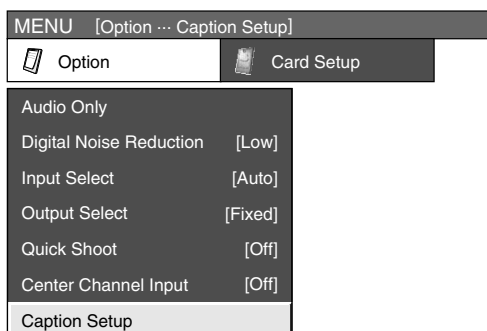 MENU [Option ··· Caption Setup]
Option Card Setup
Audio Only
Digital Noise Reduction [Low]
Input Select [Auto]
Output Select [Fixed]
Quick Shoot [Off]
Center Channel Input [Off]
Caption Setup